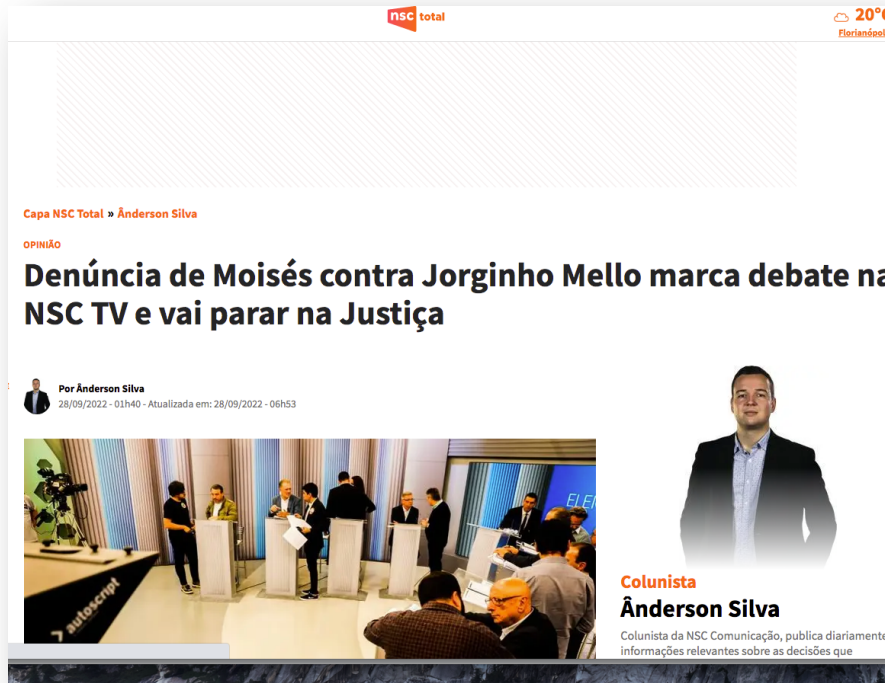 nsc total
20°
Florianópol
Capa NSC Total » Ânderson Silva
OPINIÃO
Denúncia de Moisés contra Jorginho Mello marca debate na
NSC TV e vai parar na Justiça
Por Ânderson Silva
28/09/2022 - 01h40 - Atualizada em: 28/09/2022 - 06h53
ELEI
autoscript
Colunista
Ânderson Silva
Colunista da NSC Comunicação, publica diariamente
informações relevantes sobre as decisões que